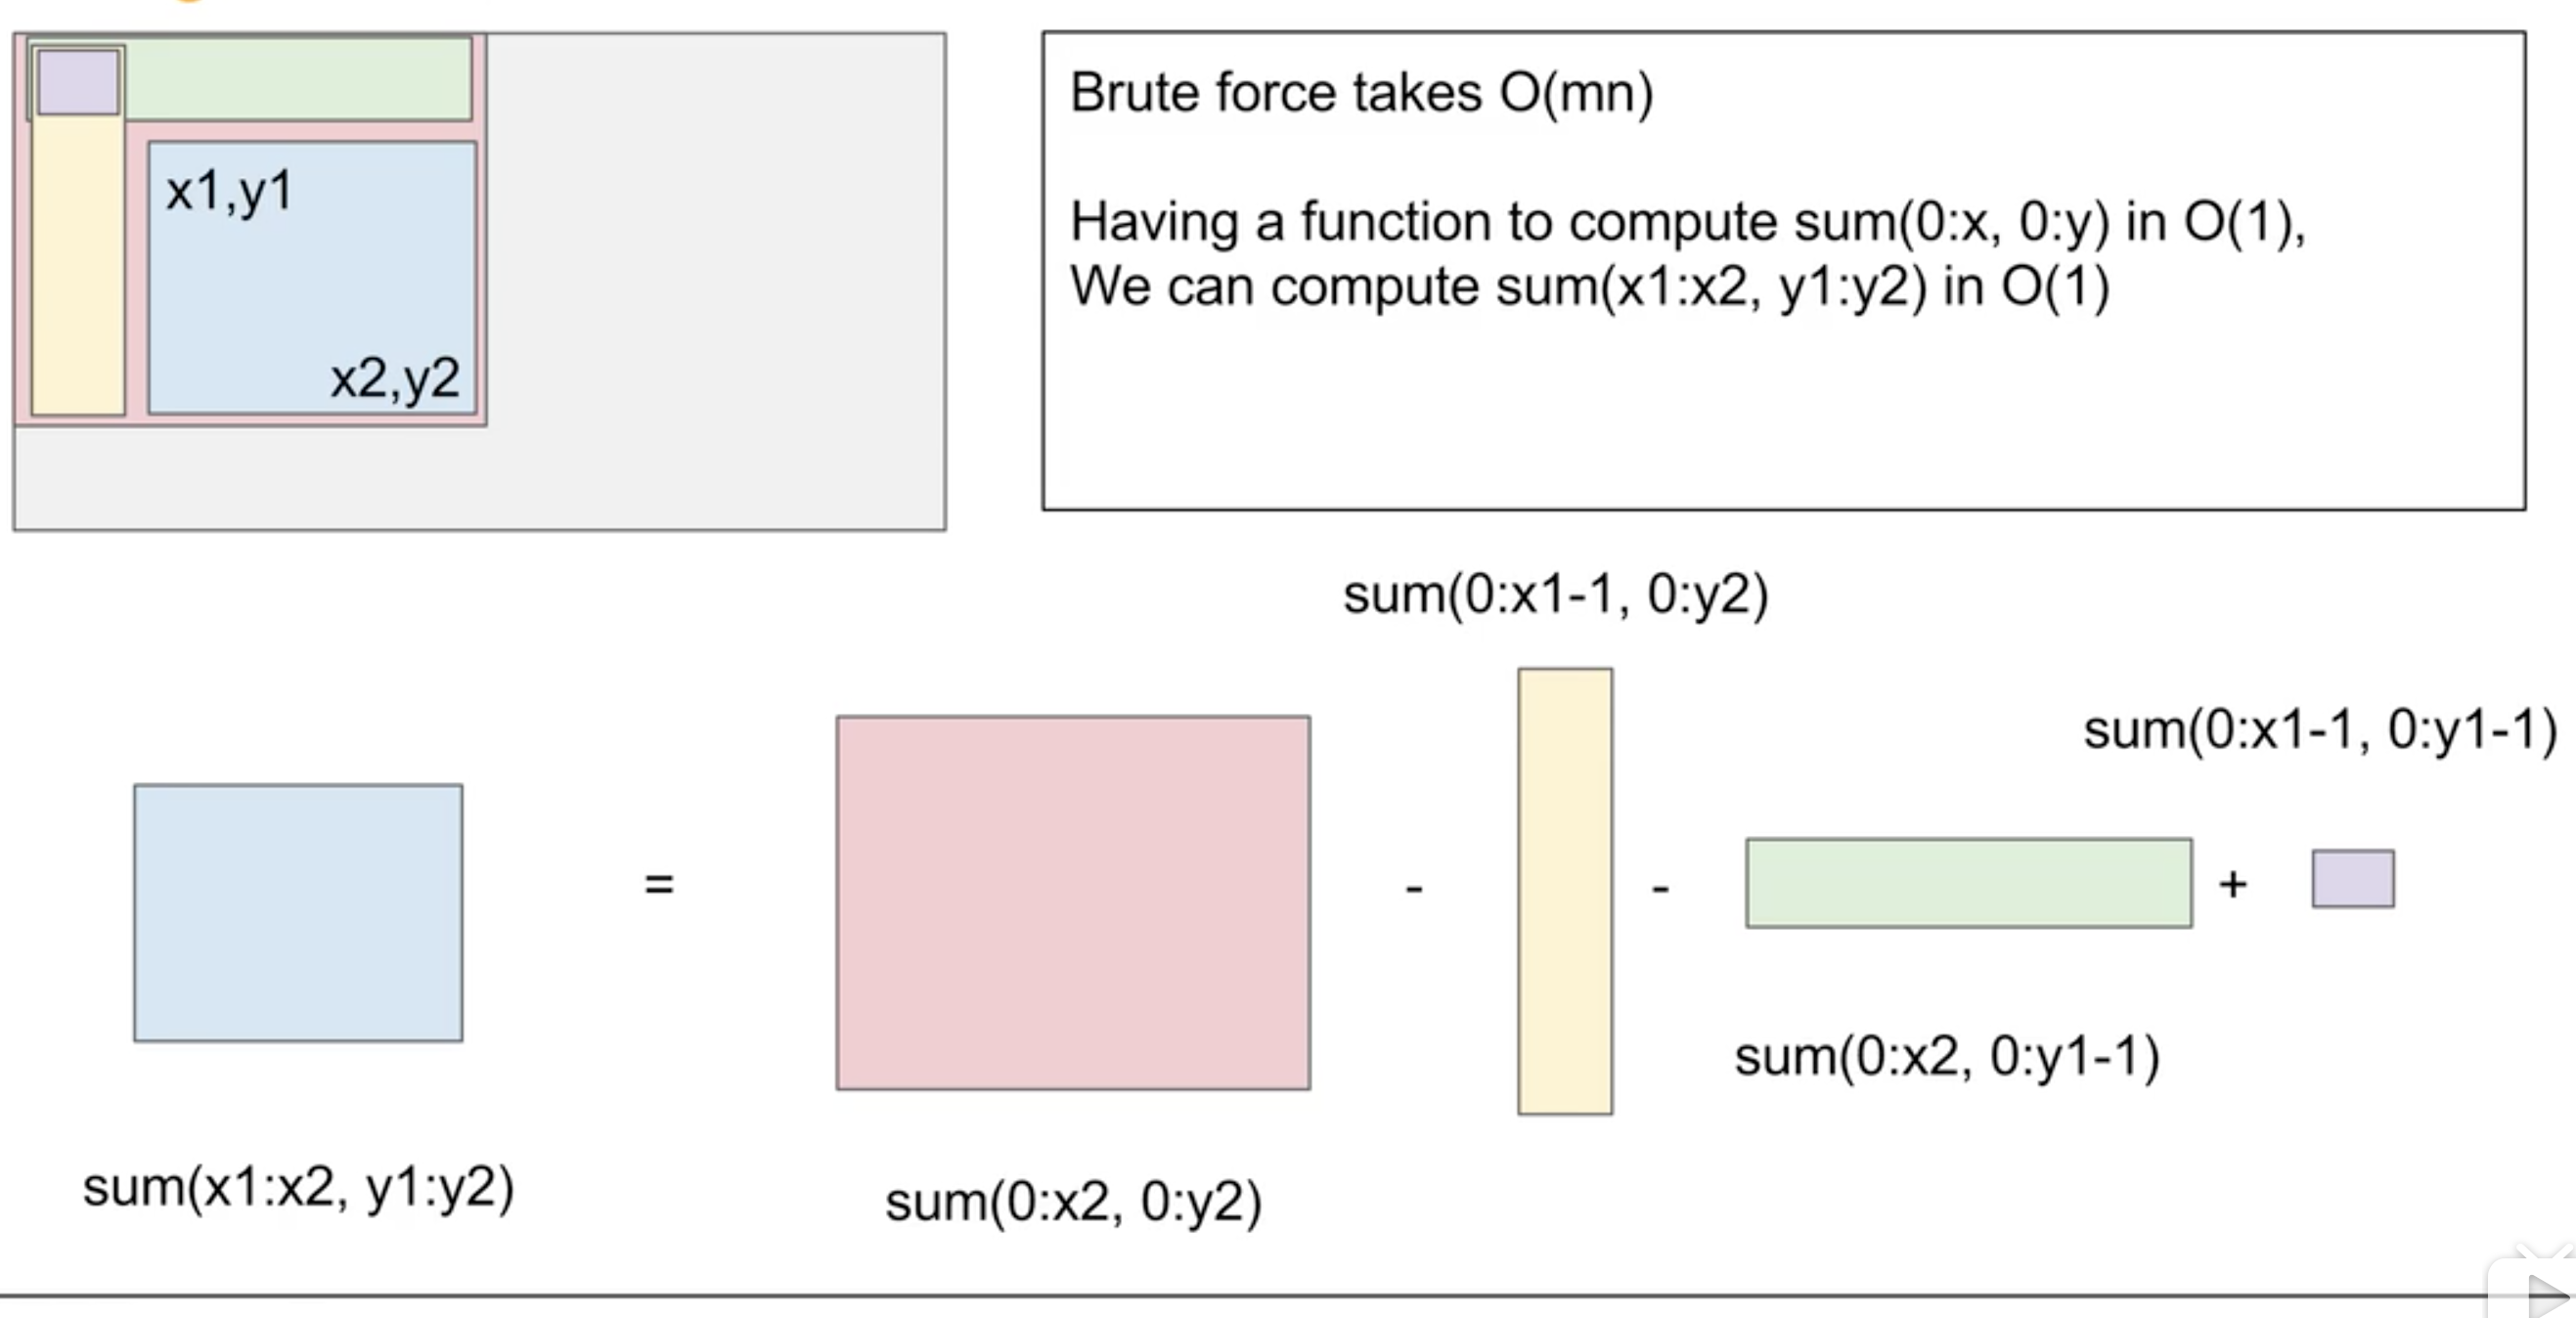 x1,y1
x2,y2
Brute force takes O(mn)
Having a function to compute sum(0:x, 0:y) in O(1),
We can compute sum(x1:x2, y1:y2) in O(1)
sum(0:x1-1, 0:y2)
sum(0:x1-1, 0:y1-1)
= - - +
sum(0:x2, 0:y1-1)
sum(x1:x2, y1:y2)
sum(0:x2, 0:y2)